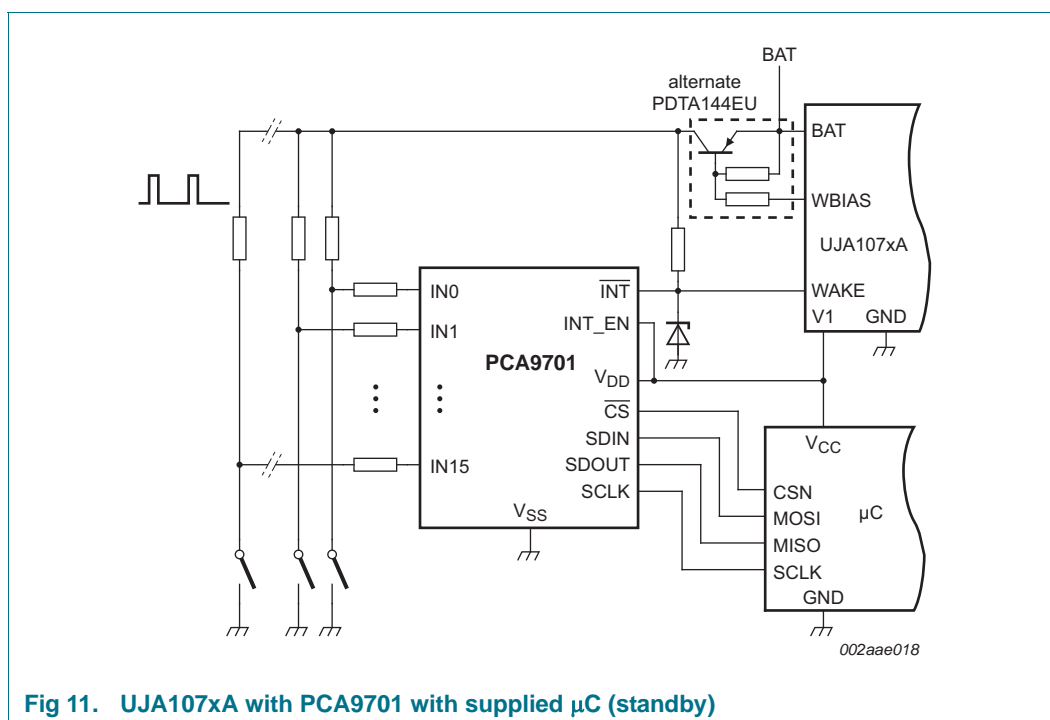 BAT
alternate
PDTA144EU
BAT
WBIAS
UJA107xA
WAKE
V1
GND
IN0
IN1
IN15
PCA9701
INT
INT_EN
VDD
CS
SDIN
SDOUT
SCLK
VSS
VCC
CSN
MOSI
MISO
SCLK
µC
GND
002aae018
Fig 11. UJA107xA with PCA9701 with supplied µC (standby)